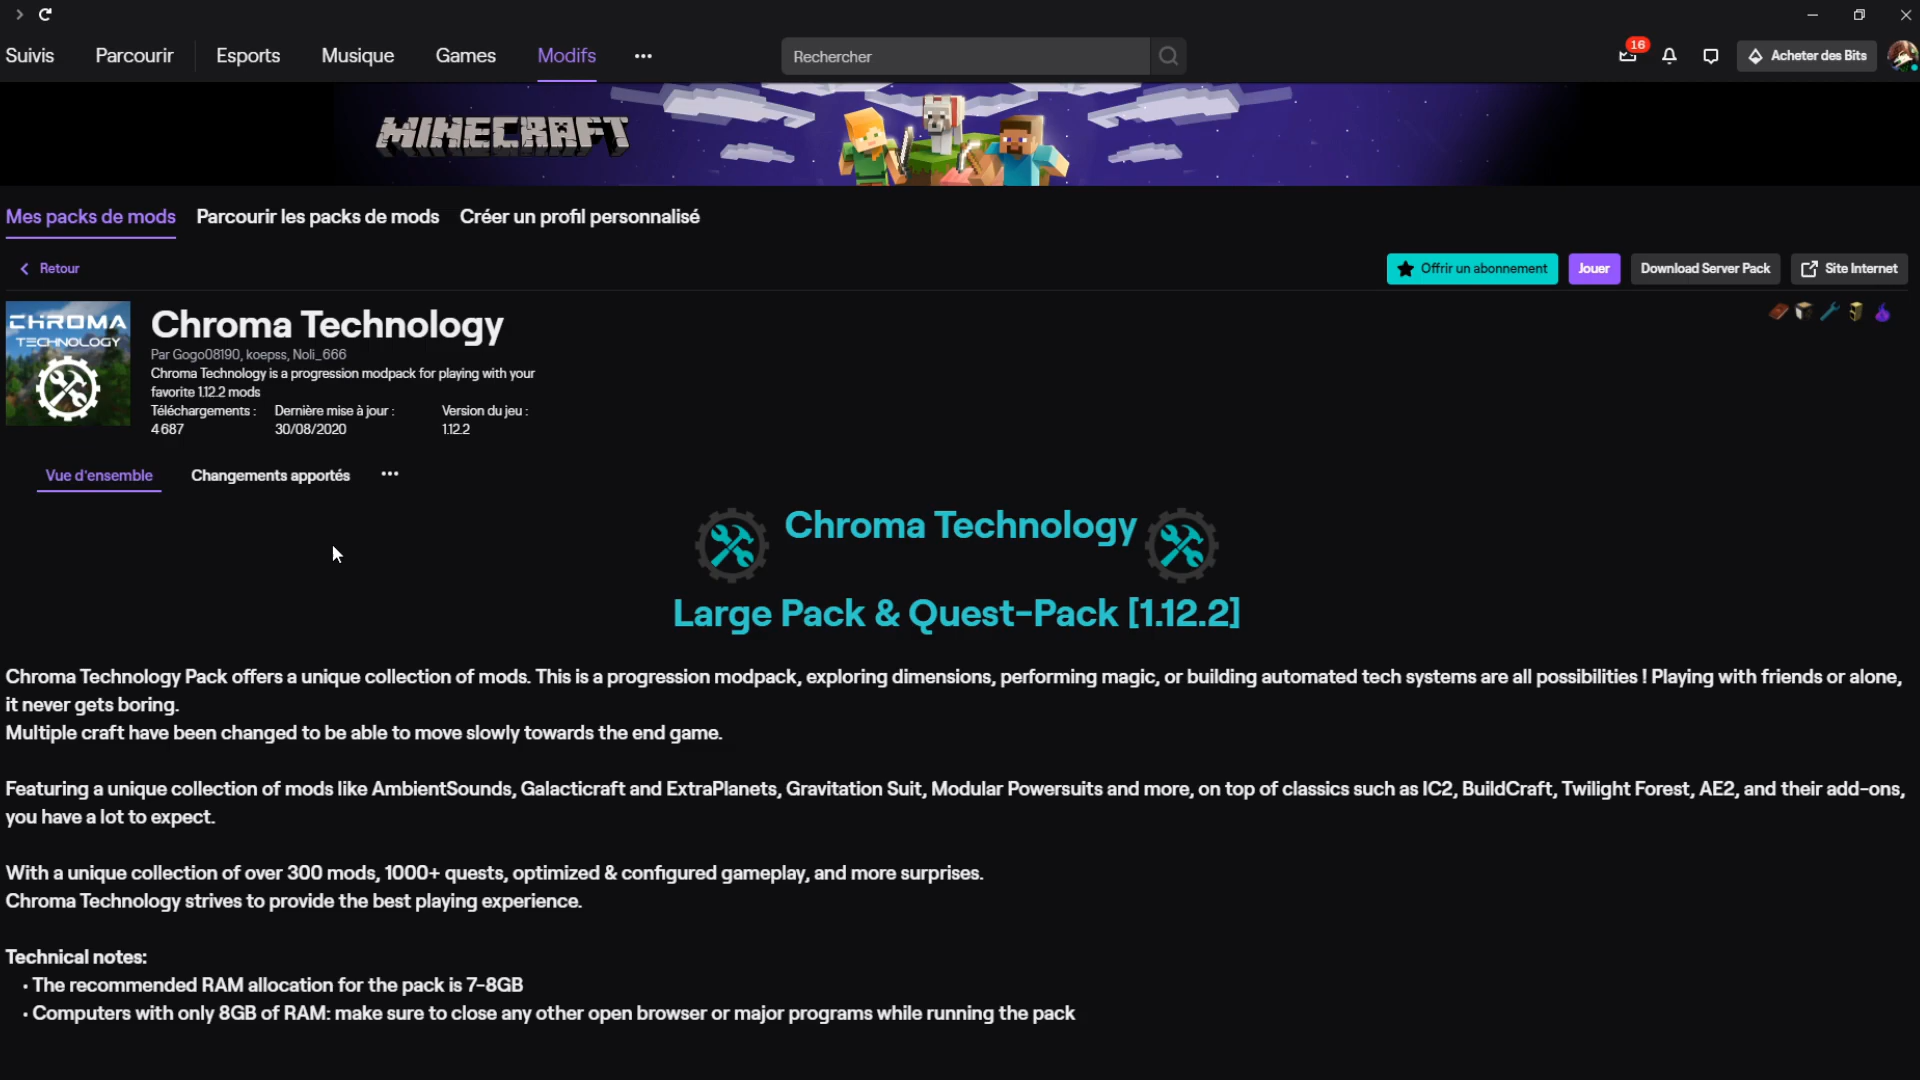 Suivis Parcourir Esports Musique Games Modifs ••• Rechercher 16 Acheter des Bits
MINECRAFT
Mes packs de mods Parcourir les packs de mods Créer un profil personnalisé
Retour Offrir un abonnement Jouer Download Server Pack Site Internet
CHROMA
TECHNOLOGY
Chroma Technology
Par Gogo08190, koepss, Noli_666
Chroma Technology is a progression modpack for playing with your
favorite 1.12.2 mods
Téléchargements : Dernière mise à jour : Version du jeu :
4 687 30/08/2020 1.12.2
Vue d'ensemble Changements apportés •••
Chroma Technology
Large Pack & Quest-Pack [1.12.2]
Chroma Technology Pack offers a unique collection of mods. This is a progression modpack, exploring dimensions, performing magic, or building automated tech systems are all possibilities ! Playing with friends or alone,
it never gets boring.
Multiple craft have been changed to be able to move slowly towards the end game.
Featuring a unique collection of mods like AmbientSounds, Galacticraft and ExtraPlanets, Gravitation Suit, Modular Powersuits and more, on top of classics such as IC2, BuildCraft, Twilight Forest, AE2, and their add-ons,
you have a lot to expect.
With a unique collection of over 300 mods, 1000+ quests, optimized & configured gameplay, and more surprises.
Chroma Technology strives to provide the best playing experience.
Technical notes:
• The recommended RAM allocation for the pack is 7-8GB
• Computers with only 8GB of RAM: make sure to close any other open browser or major programs while running the pack